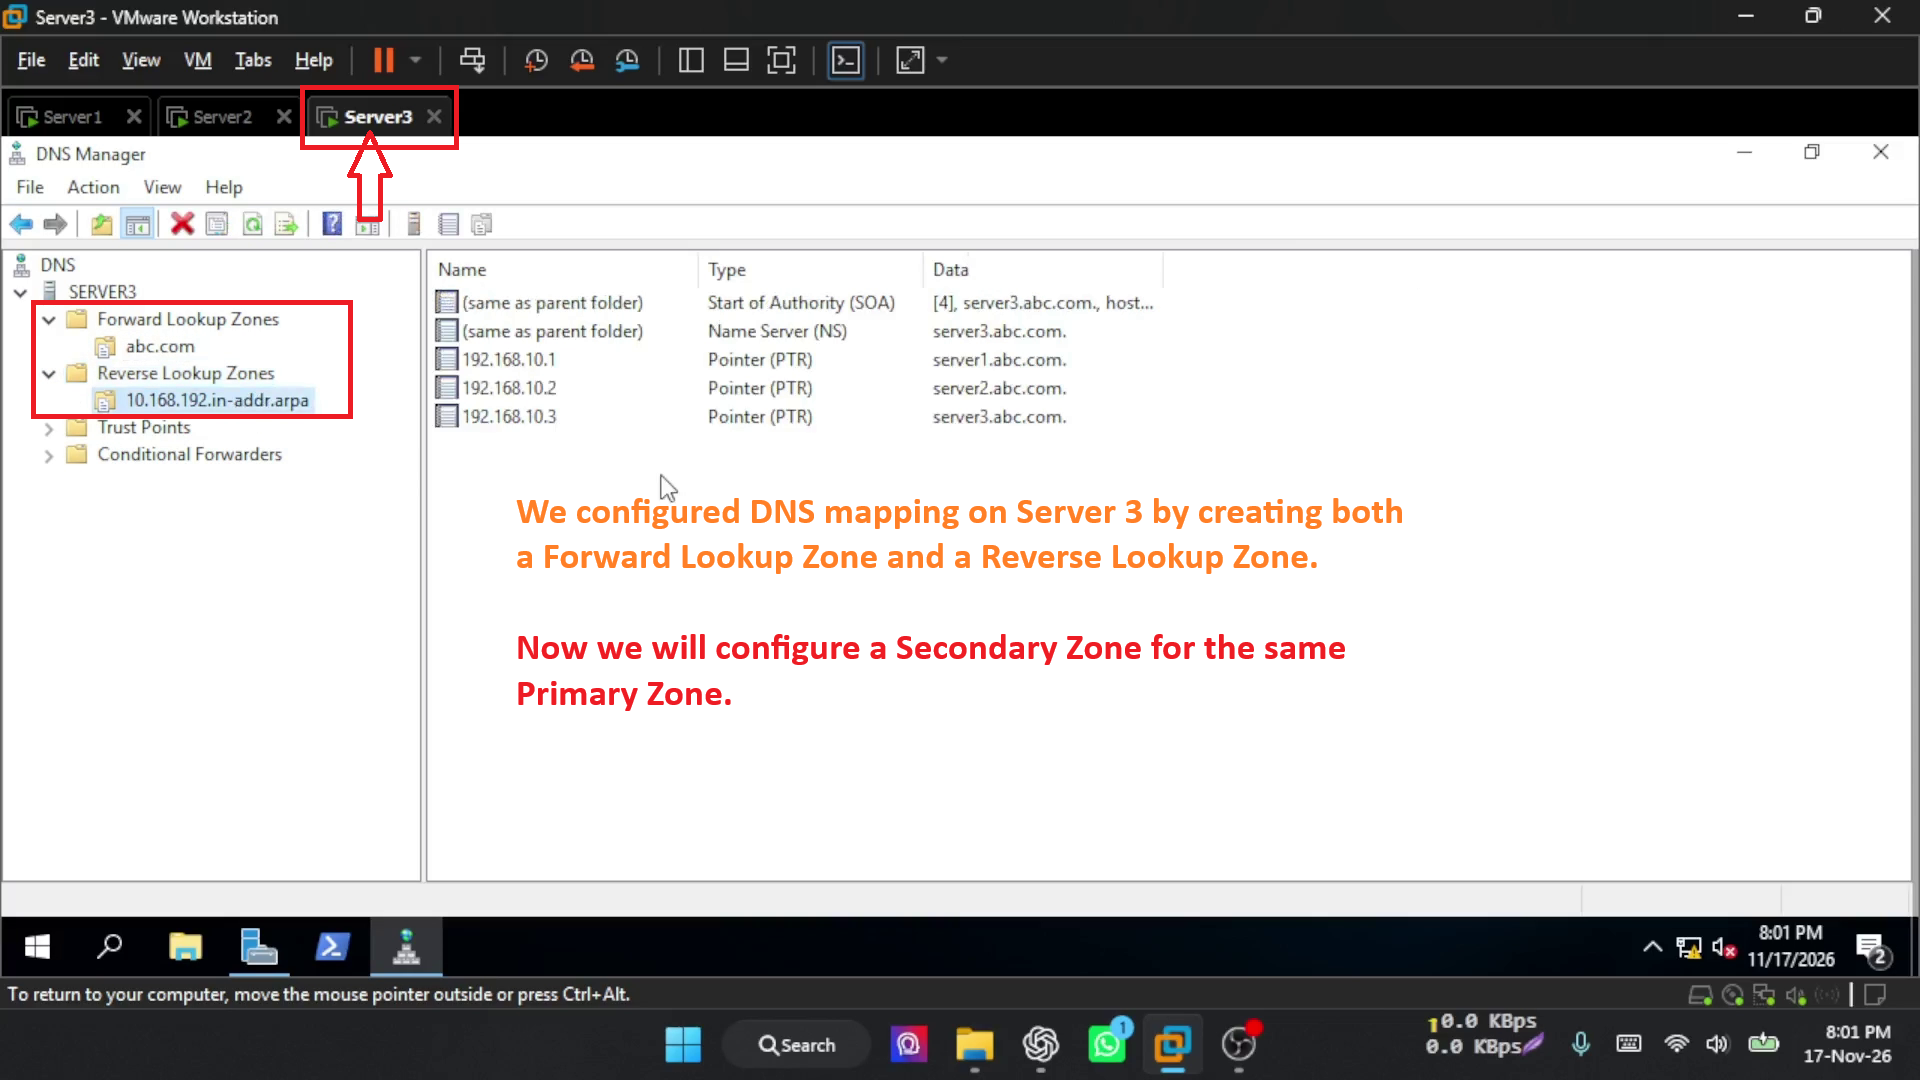 Server3 - VMware Workstation
File Edit View VM Tabs Help
Server1 Server2 Server3
DNS Manager
File Action View Help
DNS
SERVER3
Forward Lookup Zones
abc.com
Reverse Lookup Zones
10.168.192.in-addr.arpa
Trust Points
Conditional Forwarders
Name Type Data
(same as parent folder) Start of Authority (SOA) [4], server3.abc.com., host...
(same as parent folder) Name Server (NS) server3.abc.com.
192.168.10.1 Pointer (PTR) server1.abc.com.
192.168.10.2 Pointer (PTR) server2.abc.com.
192.168.10.3 Pointer (PTR) server3.abc.com.
We configured DNS mapping on Server 3 by creating both
a Forward Lookup Zone and a Reverse Lookup Zone.
Now we will configure a Secondary Zone for the same
Primary Zone.
8:01 PM
11/17/2026
2
To return to your computer, move the mouse pointer outside or press Ctrl+Alt.
Search
1
0.0 KBps
0.0 KBps
8:01 PM
17-Nov-26